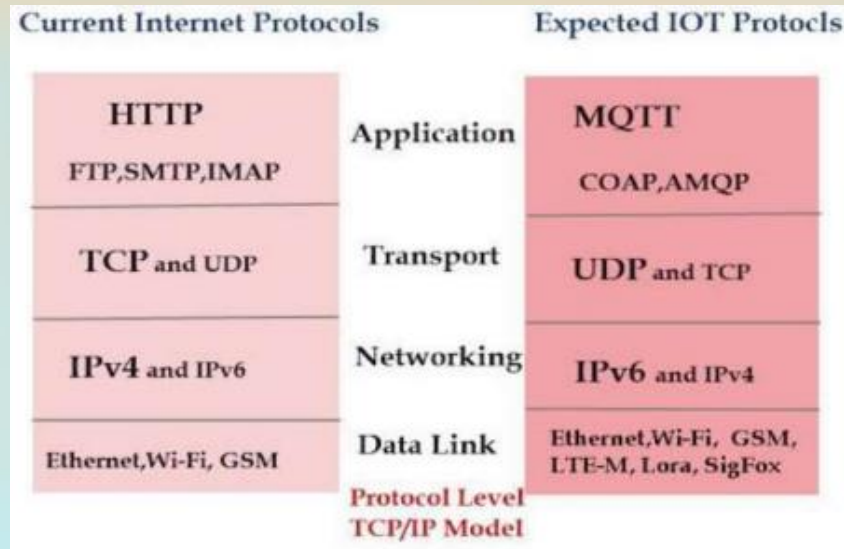 Current Internet Protocols
Expected IOT Protocls
HTTP
FTP,SMTP,IMAP
Application
MQTT
COAP,AMQP
TCP and UDP
Transport
UDP and TCP
IPv4 and IPv6
Networking
IPv6 and IPv4
Ethernet,Wi-Fi, GSM
Data Link
Ethernet,Wi-Fi, GSM,
LTE-M, Lora, SigFox
Protocol Level
TCP/IP Model